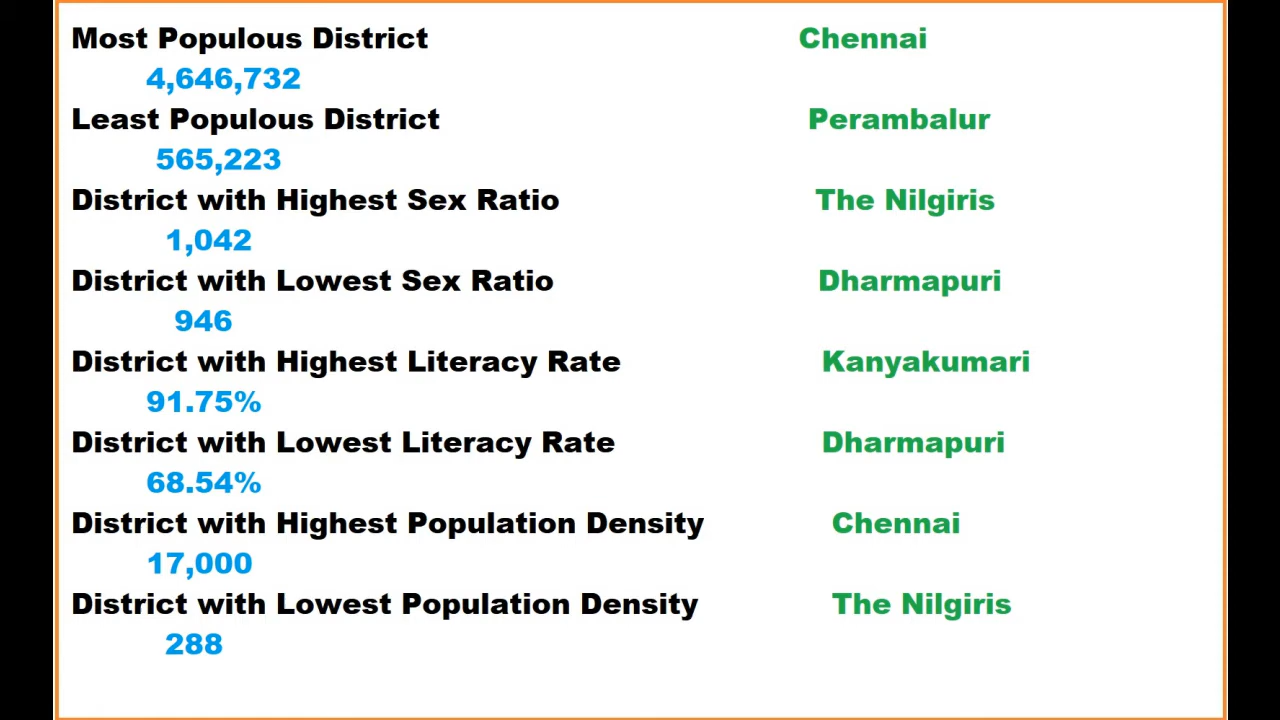 Most Populous District Chennai
4,646,732
Least Populous District Perambalur
565,223
District with Highest Sex Ratio The Nilgiris
1,042
District with Lowest Sex Ratio Dharmapuri
946
District with Highest Literacy Rate Kanyakumari
91.75%
District with Lowest Literacy Rate Dharmapuri
68.54%
District with Highest Population Density Chennai
17,000
District with Lowest Population Density The Nilgiris
288